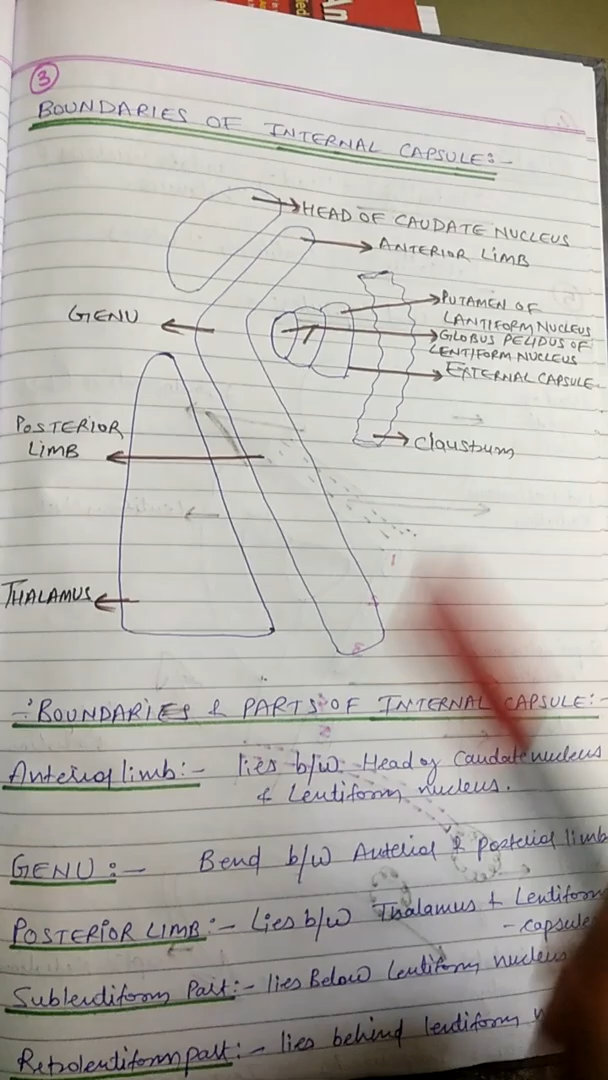 3
BOUNDARIES OF INTERNAL CAPSULE:-
HEAD OF CAUDATE NUCLEUS
ANTERIOR LIMB
GENU
PUTAMEN OF
LANTIFORM NUCLEUS
GLOBUS PELIDUS OF
LENTIFORM NUCLEUS
EXTERNAL CAPSULE
POSTERIOR
LIMB
Claustum
THALAMUS
-:BOUNDARIES & PARTS OF INTERNAL CAPSULE:-
Anterior limb:- lies b/w Head of Caudate nucleus
& Lentiform nucleus.
GENU:- Bend b/w Anterior & Posterior limb
POSTERIOR LIMB:- Lies b/w Thalamus & Lentiform
-capsule
Sublentiform Part:- lies Below lentiform nucleus
Retrolentiform part:- lies behind lentiform